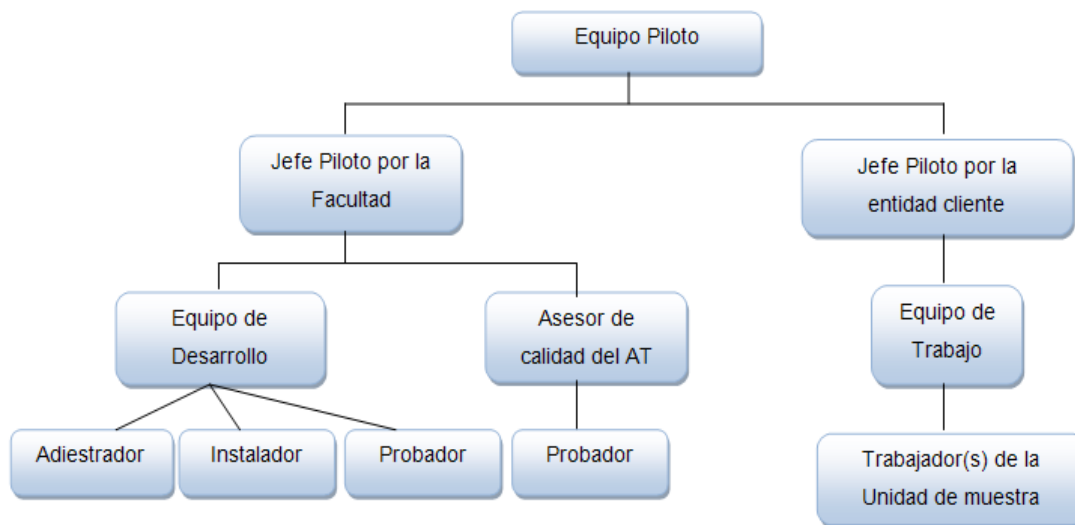 Equipo Piloto
Jefe Piloto por la
Facultad
Jefe Piloto por la
entidad cliente
Equipo de
Desarrollo
Asesor de
calidad del AT
Equipo de
Trabajo
Adiestrador
Instalador
Probador
Probador
Trabajador(s) de la
Unidad de muestra